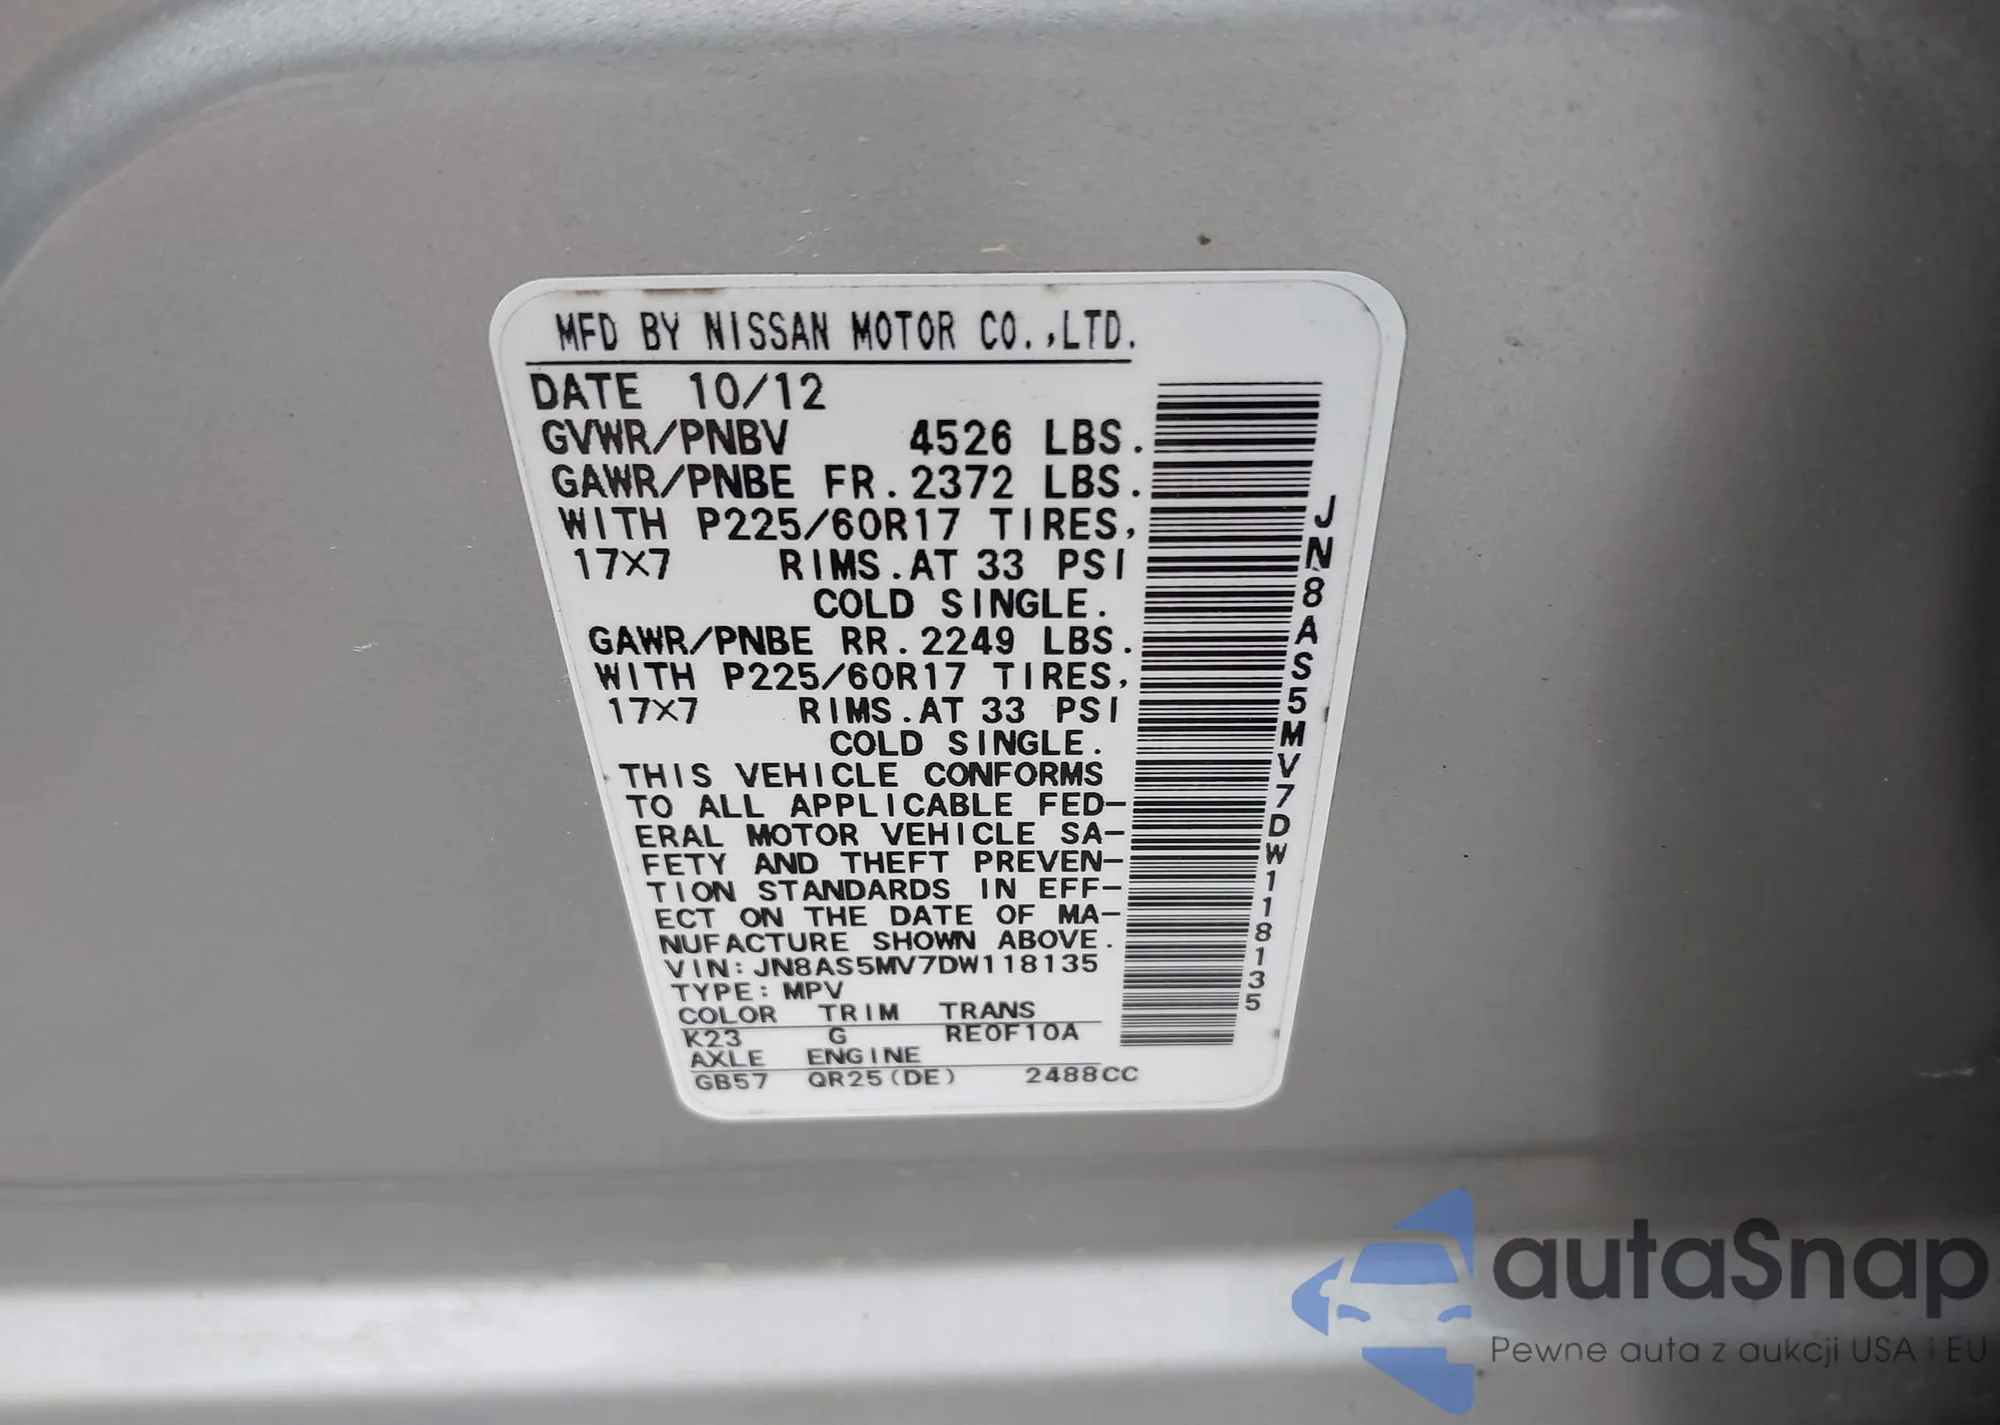 MFD BY NISSAN MOTOR CO.,LTD.
DATE 10/12
GVWR/PNBV 4526 LBS.
GAWR/PNBE FR.2372 LBS.
WITH P225/60R17 TIRES,
17X7 RIMS.AT 33 PSI
COLD SINGLE.
GAWR/PNBE RR.2249 LBS.
WITH P225/60R17 TIRES,
17X7 RIMS.AT 33 PSI
COLD SINGLE.
THIS VEHICLE CONFORMS
TO ALL APPLICABLE FED-
ERAL MOTOR VEHICLE SA-
FETY AND THEFT PREVEN-
TION STANDARDS IN EFF-
ECT ON THE DATE OF MA-
NUFACTURE SHOWN ABOVE.
VIN:JN8AS5MV7DW118135
TYPE:MPV
COLOR TRIM TRANS
K23 G RE0F10A
AXLE ENGINE
GB57 QR25(DE) 2488CC
JN8AS5MV7DW118135
autaSnap
Pewne auta z aukcji USA i EU